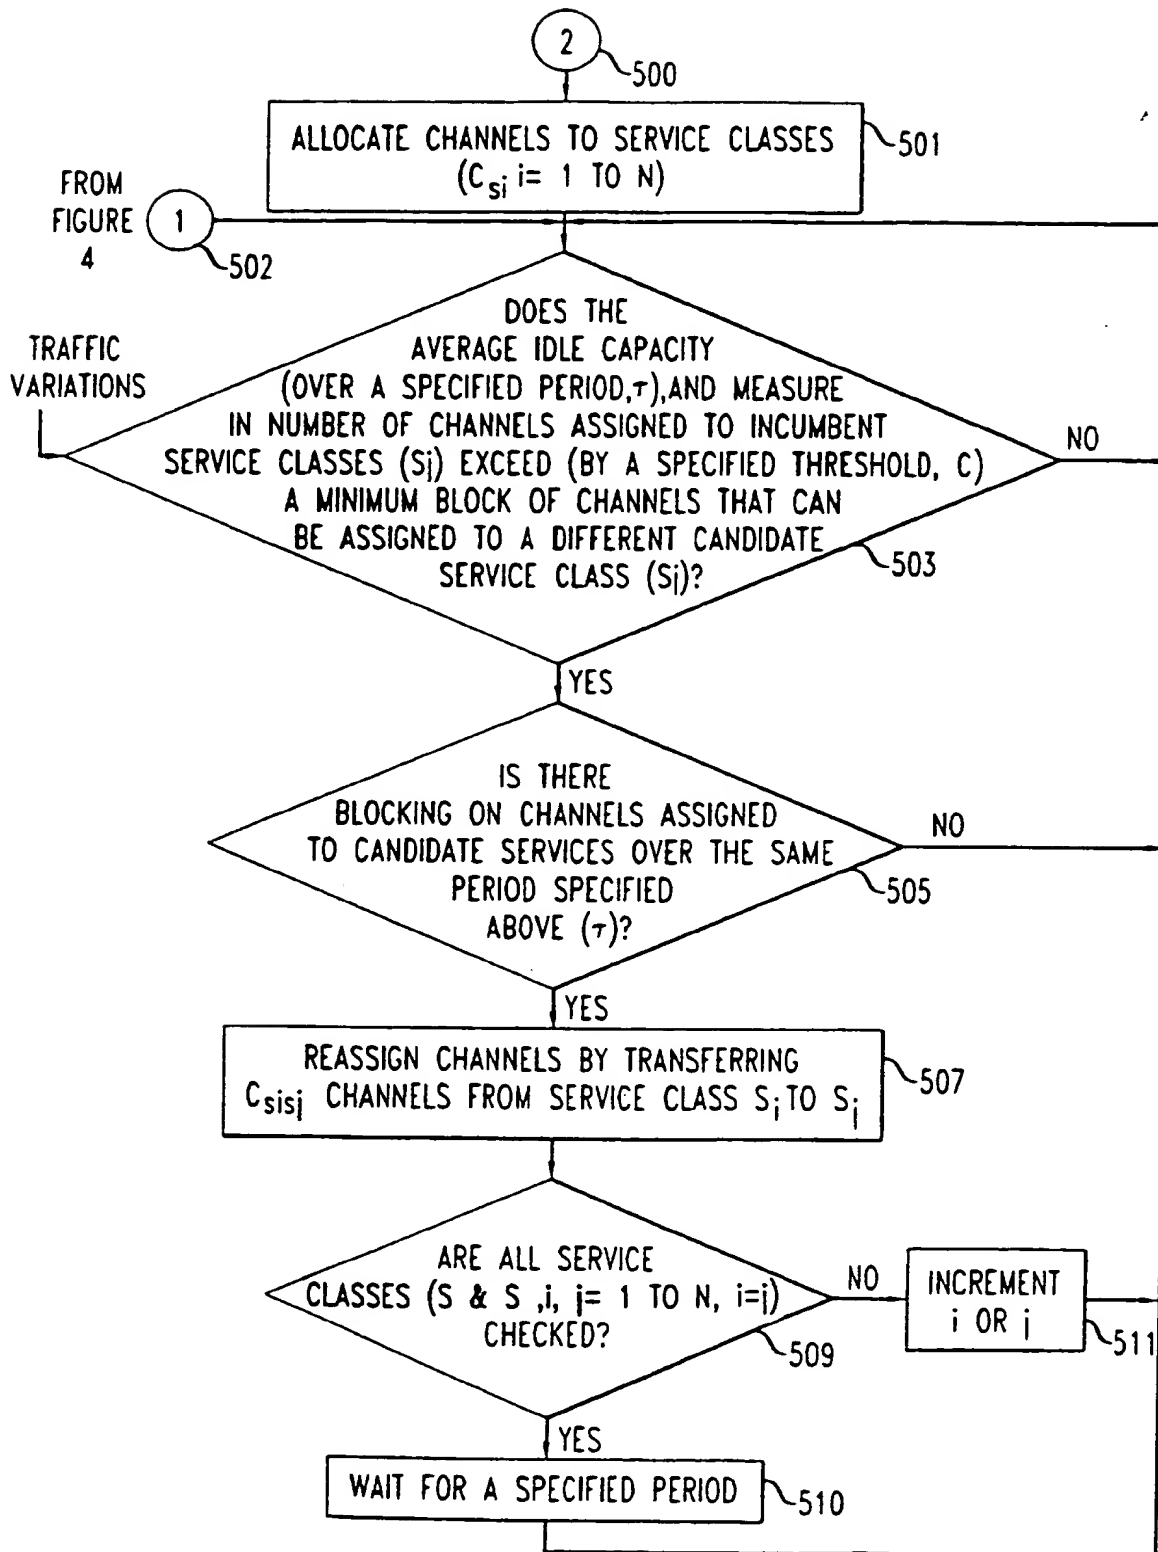 2
500
ALLOCATE CHANNELS TO SERVICE CLASSES
(Csi i= 1 TO N)
501
FROM
FIGURE
4
1
502
TRAFFIC
VARIATIONS
DOES THE
AVERAGE IDLE CAPACITY
(OVER A SPECIFIED PERIOD,τ),AND MEASURE
IN NUMBER OF CHANNELS ASSIGNED TO INCUMBENT
SERVICE CLASSES (Sj) EXCEED (BY A SPECIFIED THRESHOLD, C)
A MINIMUM BLOCK OF CHANNELS THAT CAN
BE ASSIGNED TO A DIFFERENT CANDIDATE
SERVICE CLASS (Sj)?
503
NO
YES
IS THERE
BLOCKING ON CHANNELS ASSIGNED
TO CANDIDATE SERVICES OVER THE SAME
PERIOD SPECIFIED
ABOVE (τ)?
505
NO
YES
REASSIGN CHANNELS BY TRANSFERRING
Csisj CHANNELS FROM SERVICE CLASS Si TO Sj
507
ARE ALL SERVICE
CLASSES (S & S ,i, j= 1 TO N, i=j)
CHECKED?
509
NO
INCREMENT
i OR j
511
YES
WAIT FOR A SPECIFIED PERIOD
510